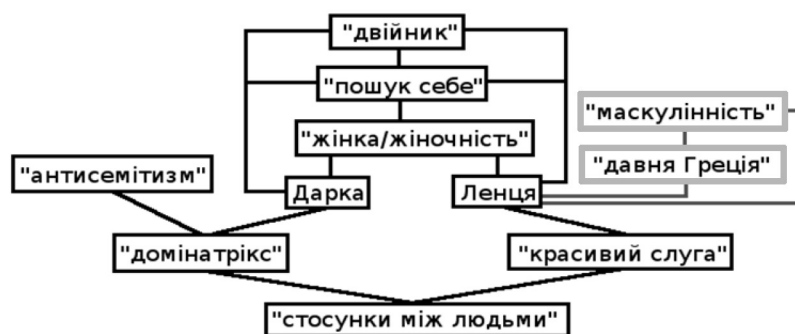 "двійник"
"пошук себе"
"маскулінність"
"жінка/жіночність"
"антисемітизм"
"давня Греція"
Дарка
Ленця
"домінатрікс"
"красивий слуга"
"стосунки між людьми"